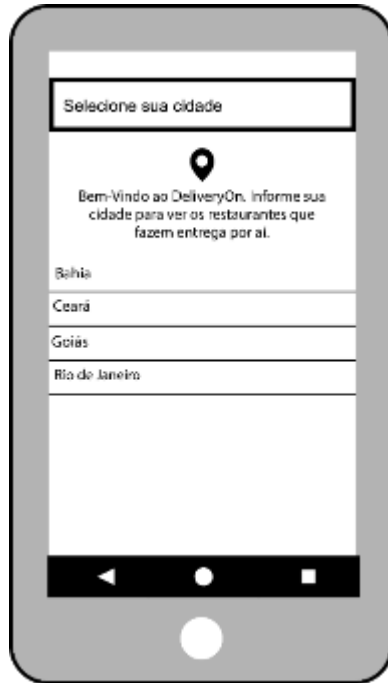 Selecione sua cidade
Bem-Vindo ao DeliveryOn. Informe sua
cidade para ver os restaurantes que
fazem entrega por aí.
Bahia
Ceará
Goiás
Rio de Janeiro